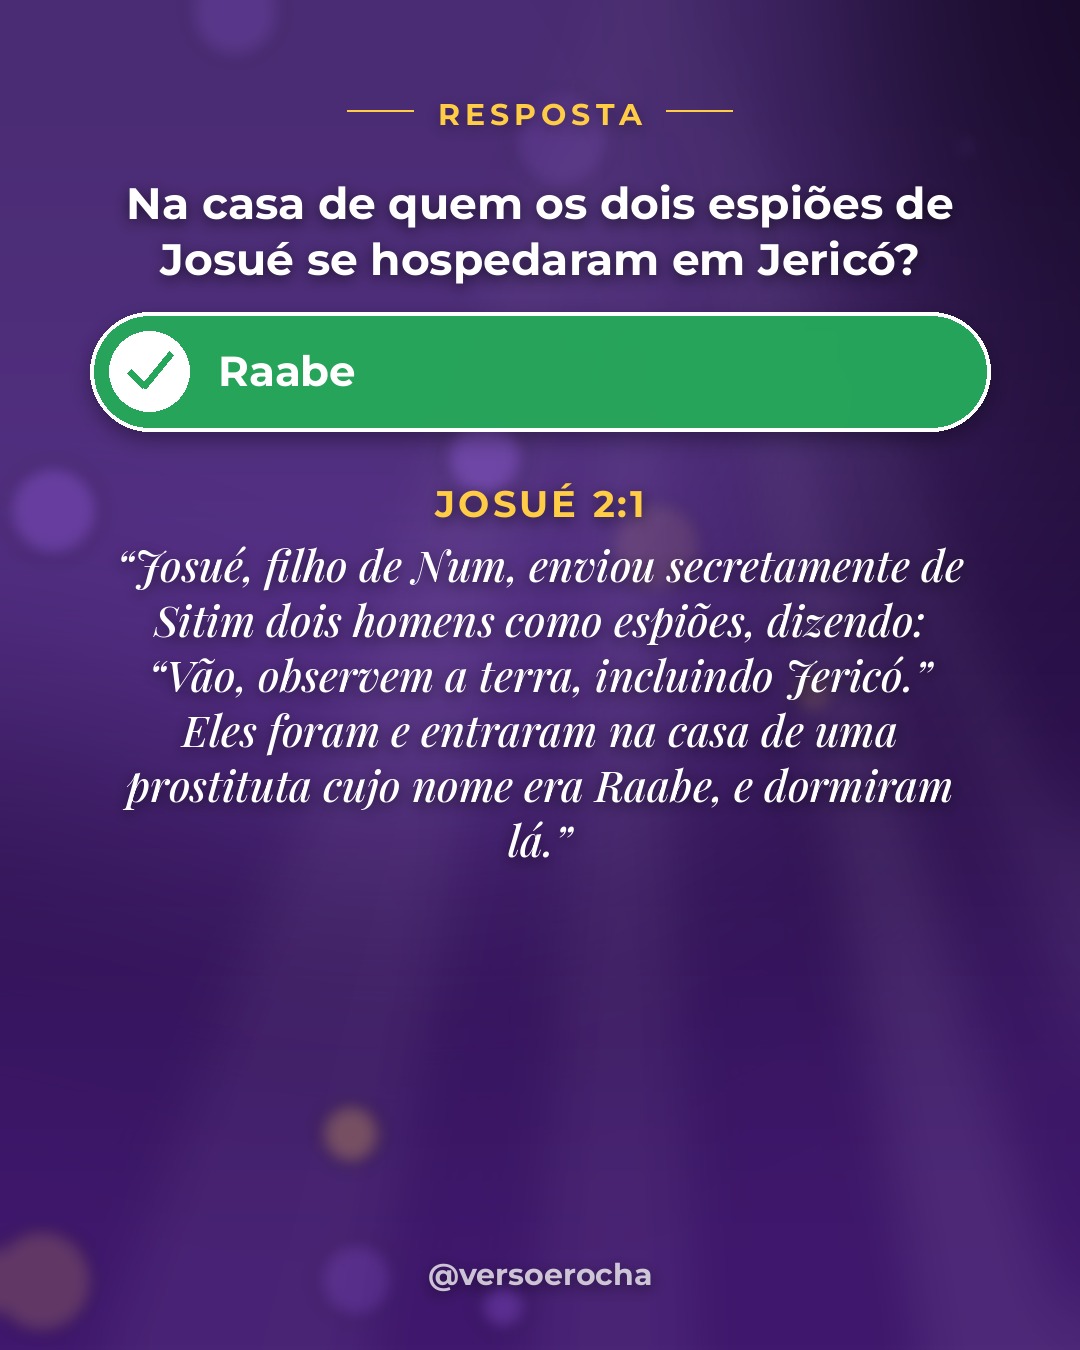 RESPOSTA
Na casa de quem os dois espiões de
Josué se hospedaram em Jericó?
Raabe
JOSUÉ 2:1
“Josué, filho de Num, enviou secretamente de
Sitim dois homens como espiões, dizendo:
“Vão, observem a terra, incluindo Jericó.”
Eles foram e entraram na casa de uma
prostituta cujo nome era Raabe, e dormiram
lá.”
@versoerocha